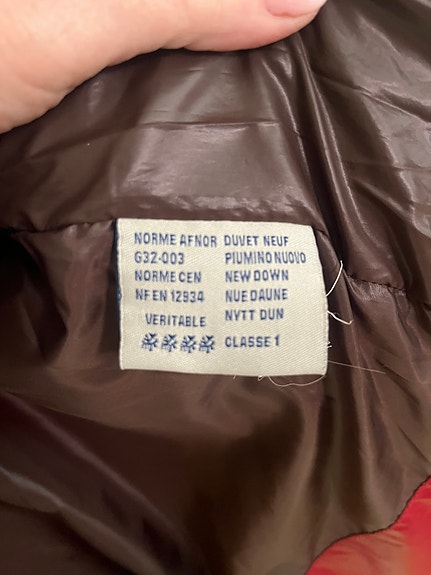 NORME AFNOR DUVET NEUF
G32-003 PIUMINO NUOVO
NORME CEN NEW DOWN
NF EN 12934 NUE DAUNE
VERITABLE NYTT DUN
CLASSE 1